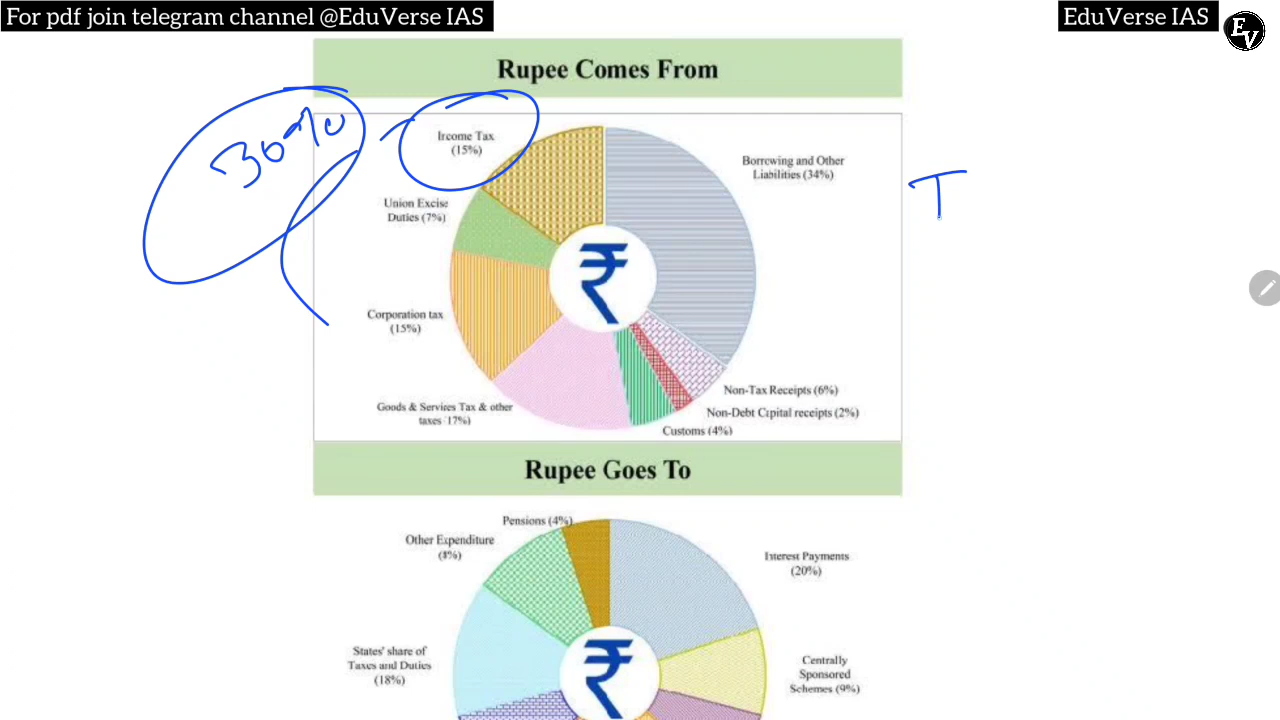 For pdf join telegram channel @EduVerse IAS
EduVerse IAS
EV
Rupee Comes From
30%
Income Tax
(15%)
Borrowing and Other
Liabilities (34%)
T
Union Excise
Duties (7%)
Corporation tax
(15%)
Non-Tax Receipts (6%)
Goods & Services Tax & other
taxes (17%)
Non-Debt Capital receipts (2%)
Customs (4%)
Rupee Goes To
Pensions (4%)
Other Expenditure
(8%)
Interest Payments
(20%)
States' share of
Taxes and Duties
(18%)
Centrally
Sponsored
Schemes (9%)